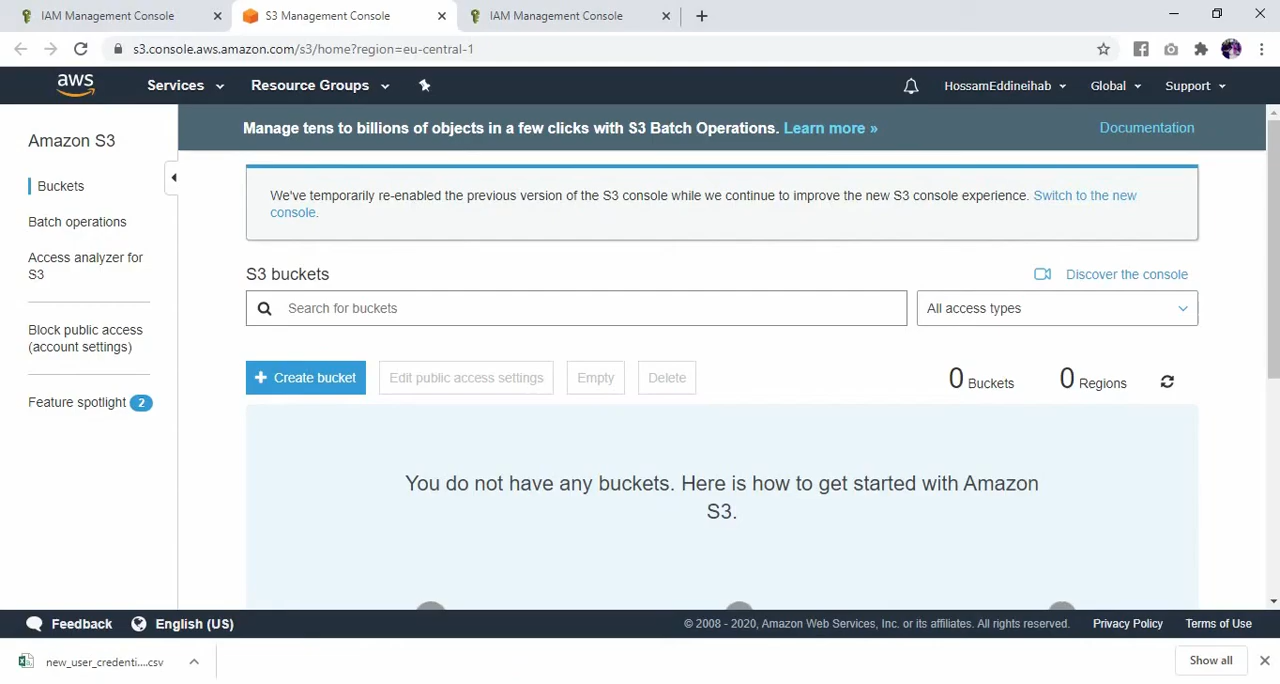 IAM Management Console
S3 Management Console
IAM Management Console
s3.console.aws.amazon.com/s3/home?region=eu-central-1
aws
Services
Resource Groups
HossamEddineihab
Global
Support
Amazon S3
Buckets
Batch operations
Access analyzer for
S3
Block public access
(account settings)
Feature spotlight 2
Manage tens to billions of objects in a few clicks with S3 Batch Operations. Learn more »
Documentation
We've temporarily re-enabled the previous version of the S3 console while we continue to improve the new S3 console experience. Switch to the new
console.
S3 buckets
Discover the console
Search for buckets
All access types
+ Create bucket
Edit public access settings
Empty
Delete
0 Buckets
0 Regions
You do not have any buckets. Here is how to get started with Amazon
S3.
Feedback
English (US)
© 2008 - 2020, Amazon Web Services, Inc. or its affiliates. All rights reserved.
Privacy Policy
Terms of Use
new_user_credenti....csv
Show all